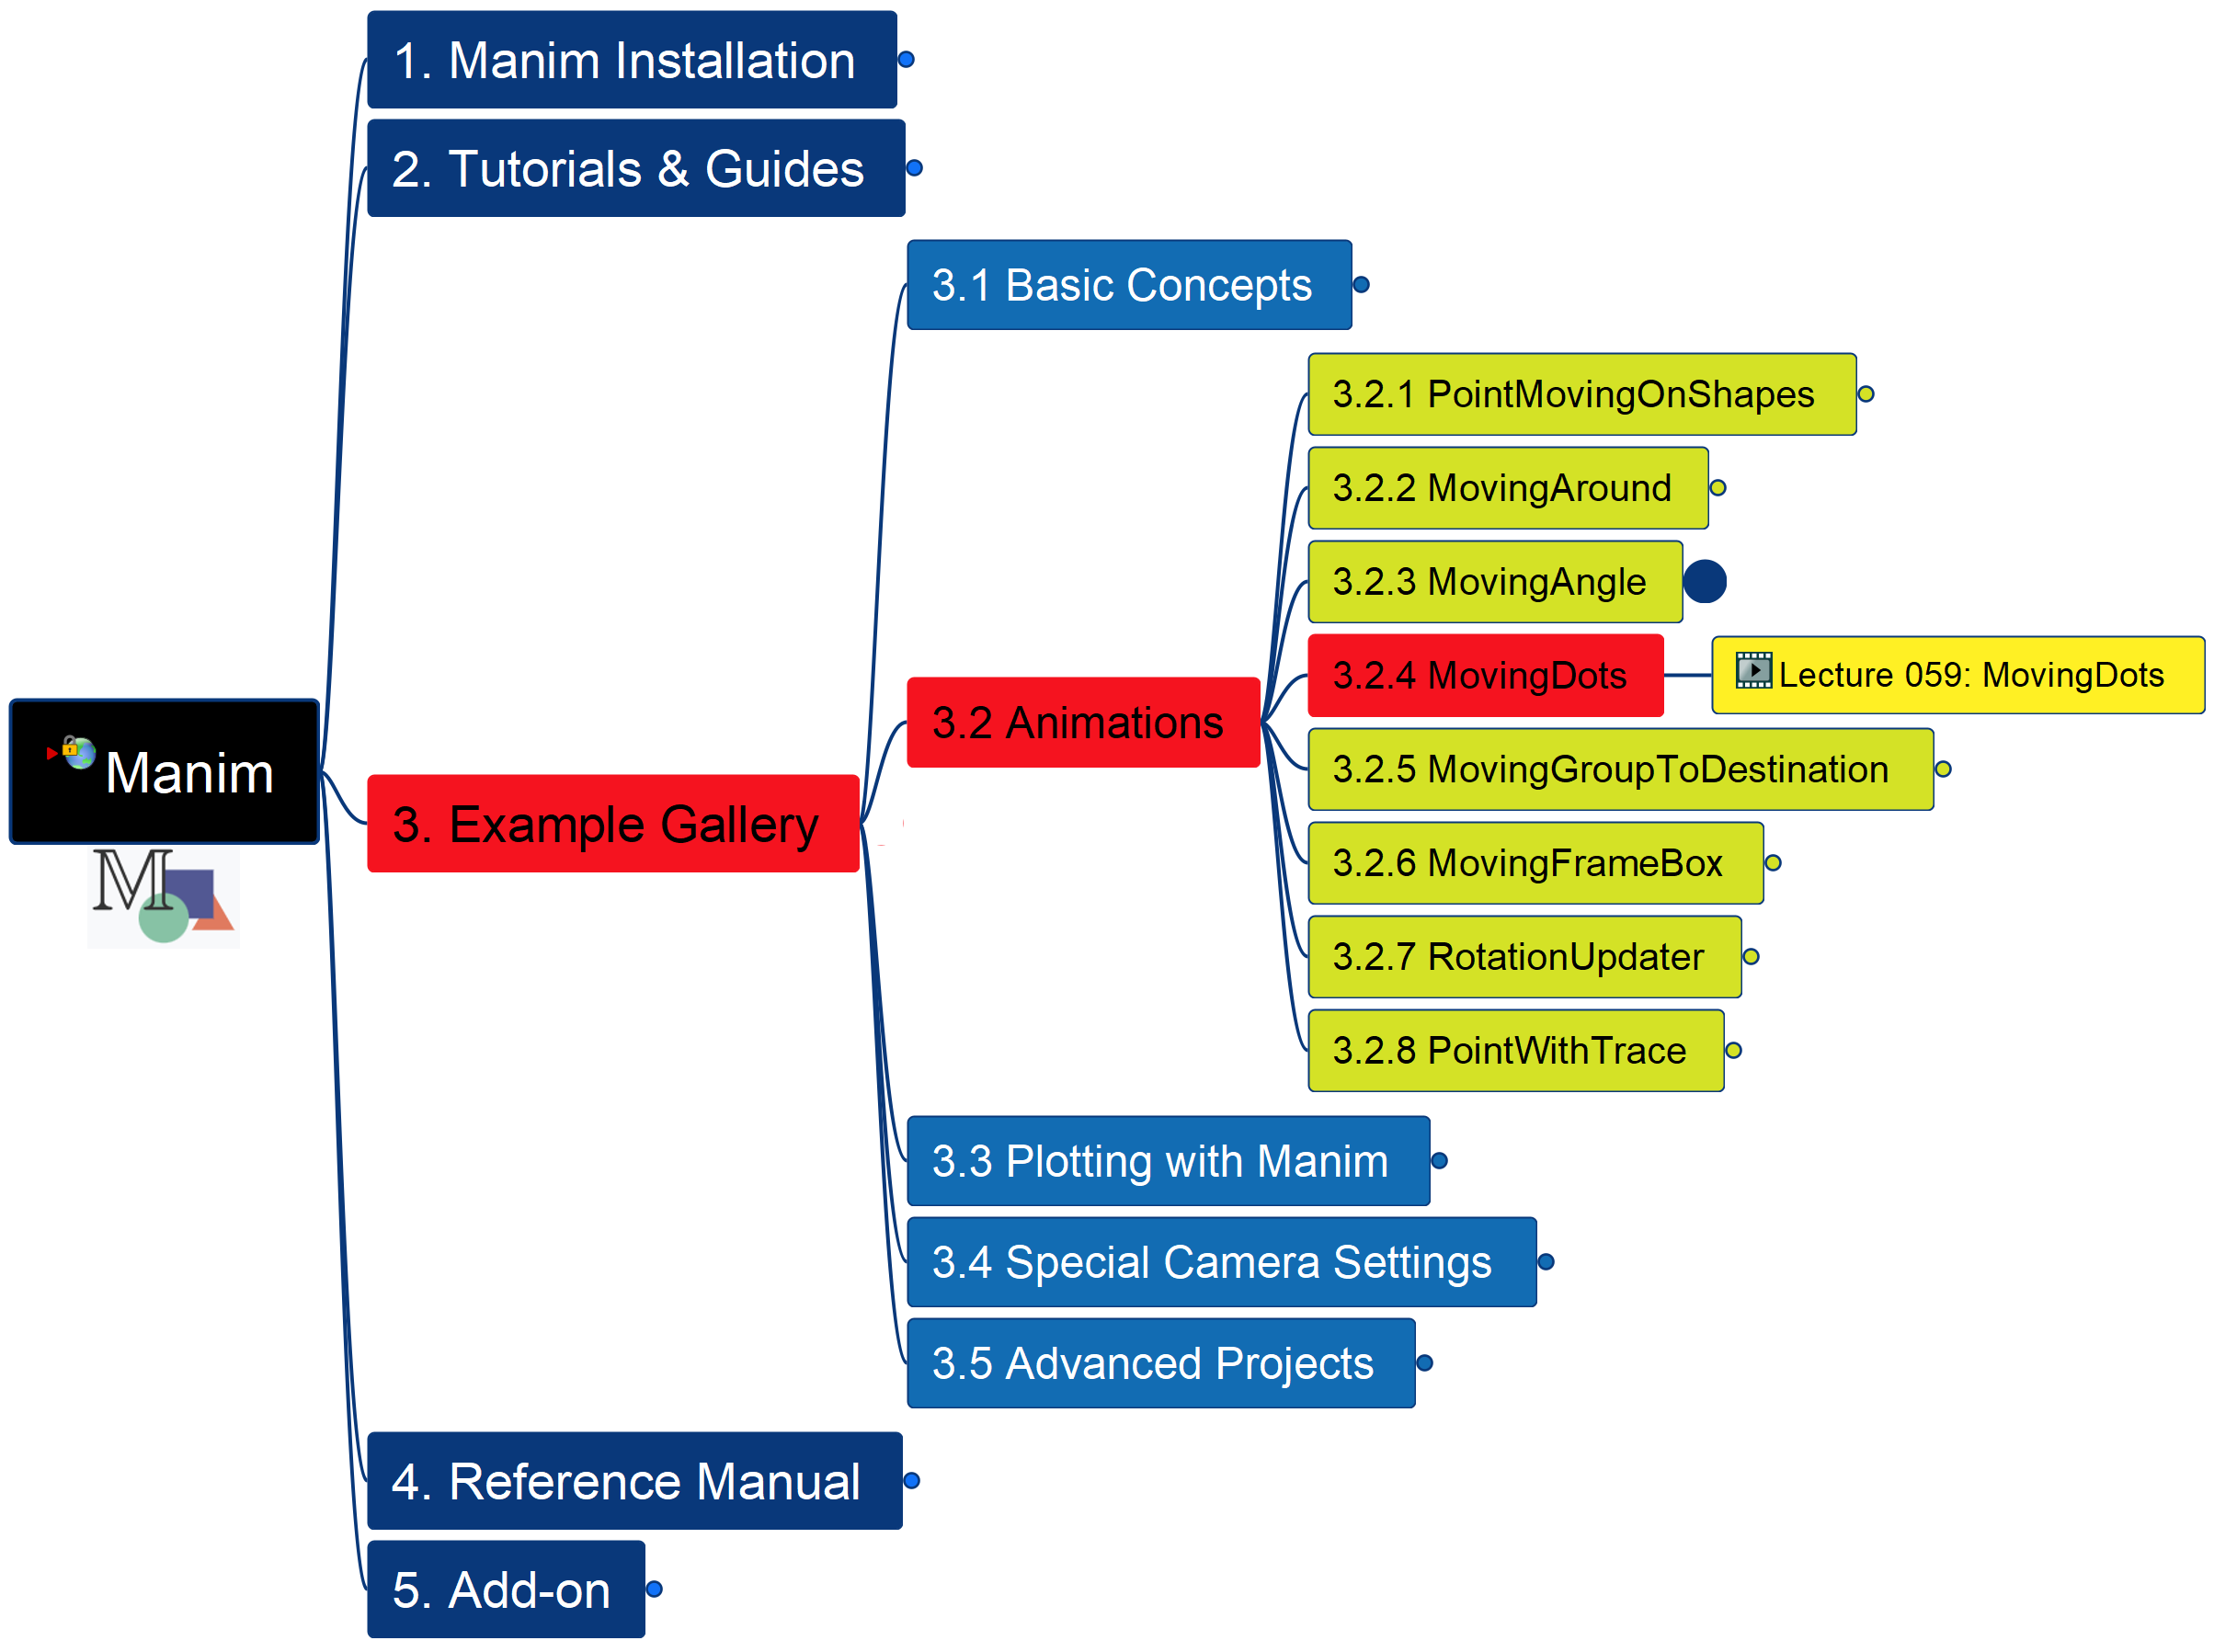 1. Manim Installation
2. Tutorials & Guides
3.1 Basic Concepts
3.2.1 PointMovingOnShapes
3.2.2 MovingAround
3.2.3 MovingAngle
3.2.4 MovingDots
Lecture 059: MovingDots
3.2 Animations
3.2.5 MovingGroupToDestination
Manim
3. Example Gallery
3.2.6 MovingFrameBox
M
3.2.7 RotationUpdater
3.2.8 PointWithTrace
3.3 Plotting with Manim
3.4 Special Camera Settings
3.5 Advanced Projects
4. Reference Manual
5. Add-on